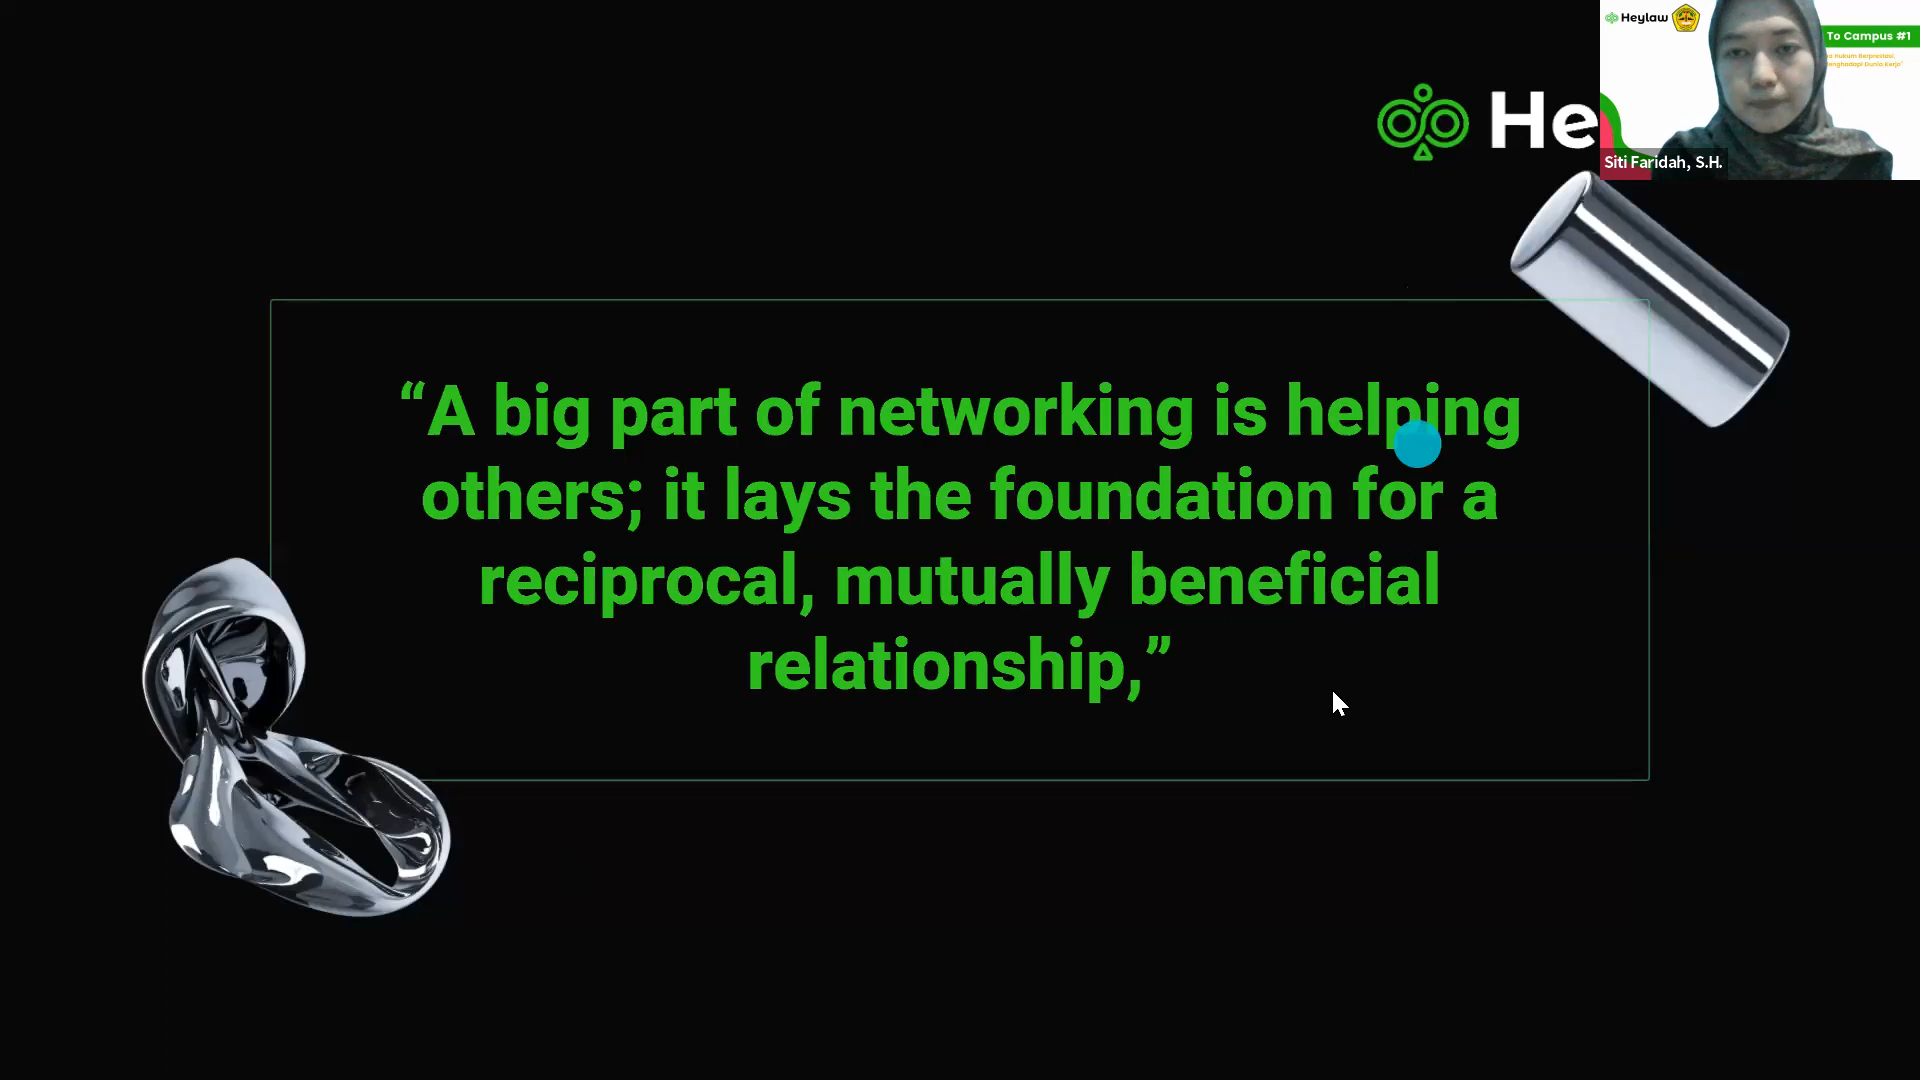 Heylaw
To Campus #1
He
Siti Faridah, S.H.
“A big part of networking is helping
others; it lays the foundation for a
reciprocal, mutually beneficial
relationship,”